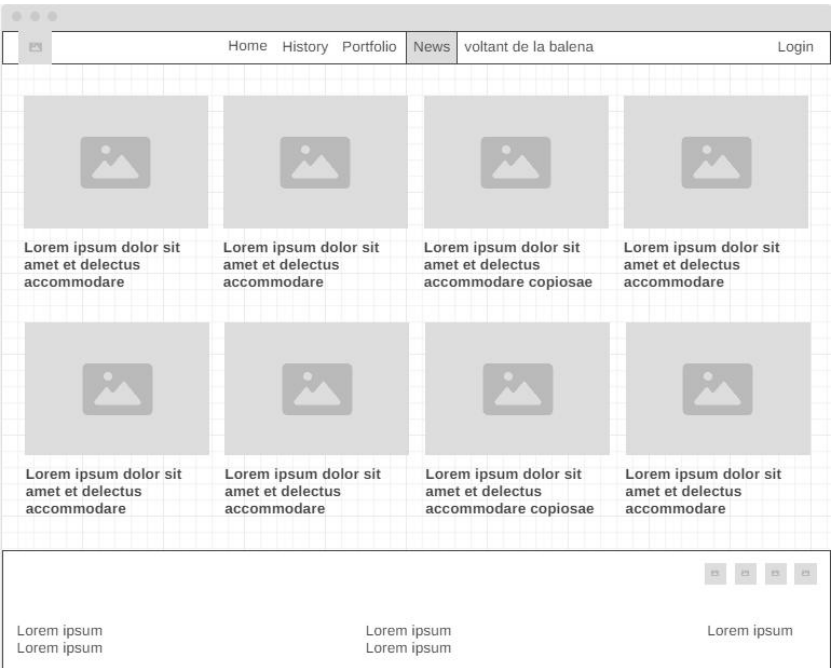 Home History Portfolio News voltant de la balena Login
Lorem ipsum dolor sit
amet et delectus
accommodare
Lorem ipsum dolor sit
amet et delectus
accommodare
Lorem ipsum dolor sit
amet et delectus
accommodare copiosae
Lorem ipsum dolor sit
amet et delectus
accommodare
Lorem ipsum dolor sit
amet et delectus
accommodare
Lorem ipsum dolor sit
amet et delectus
accommodare
Lorem ipsum dolor sit
amet et delectus
accommodare copiosae
Lorem ipsum dolor sit
amet et delectus
accommodare
Lorem ipsum
Lorem ipsum
Lorem ipsum
Lorem ipsum
Lorem ipsum